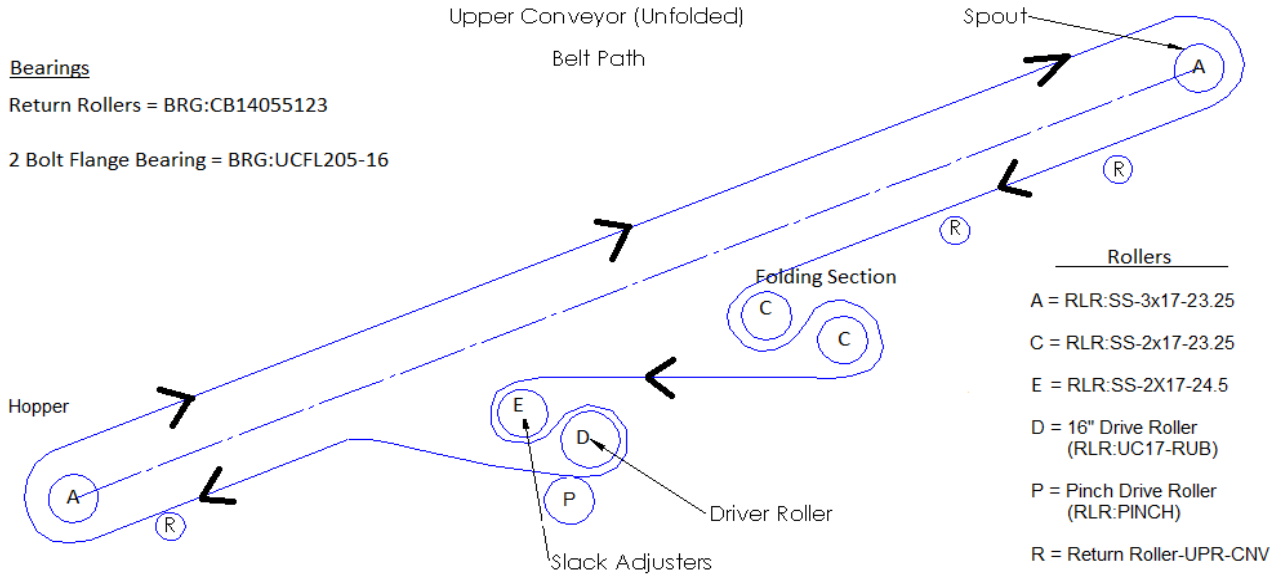 Upper Conveyor (Unfolded)
Belt Path
Spout
Bearings
Return Rollers = BRG:CB14055123
2 Bolt Flange Bearing = BRG:UCFL205-16
A
R
R
Folding Section
C
C
Rollers
A = RLR:SS-3x17-23.25
C = RLR:SS-2x17-23.25
E = RLR:SS-2X17-24.5
D = 16" Drive Roller
(RLR:UC17-RUB)
P = Pinch Drive Roller
(RLR:PINCH)
R = Return Roller-UPR-CNV
Hopper
E
D
A
P
R
Driver Roller
Slack Adjusters